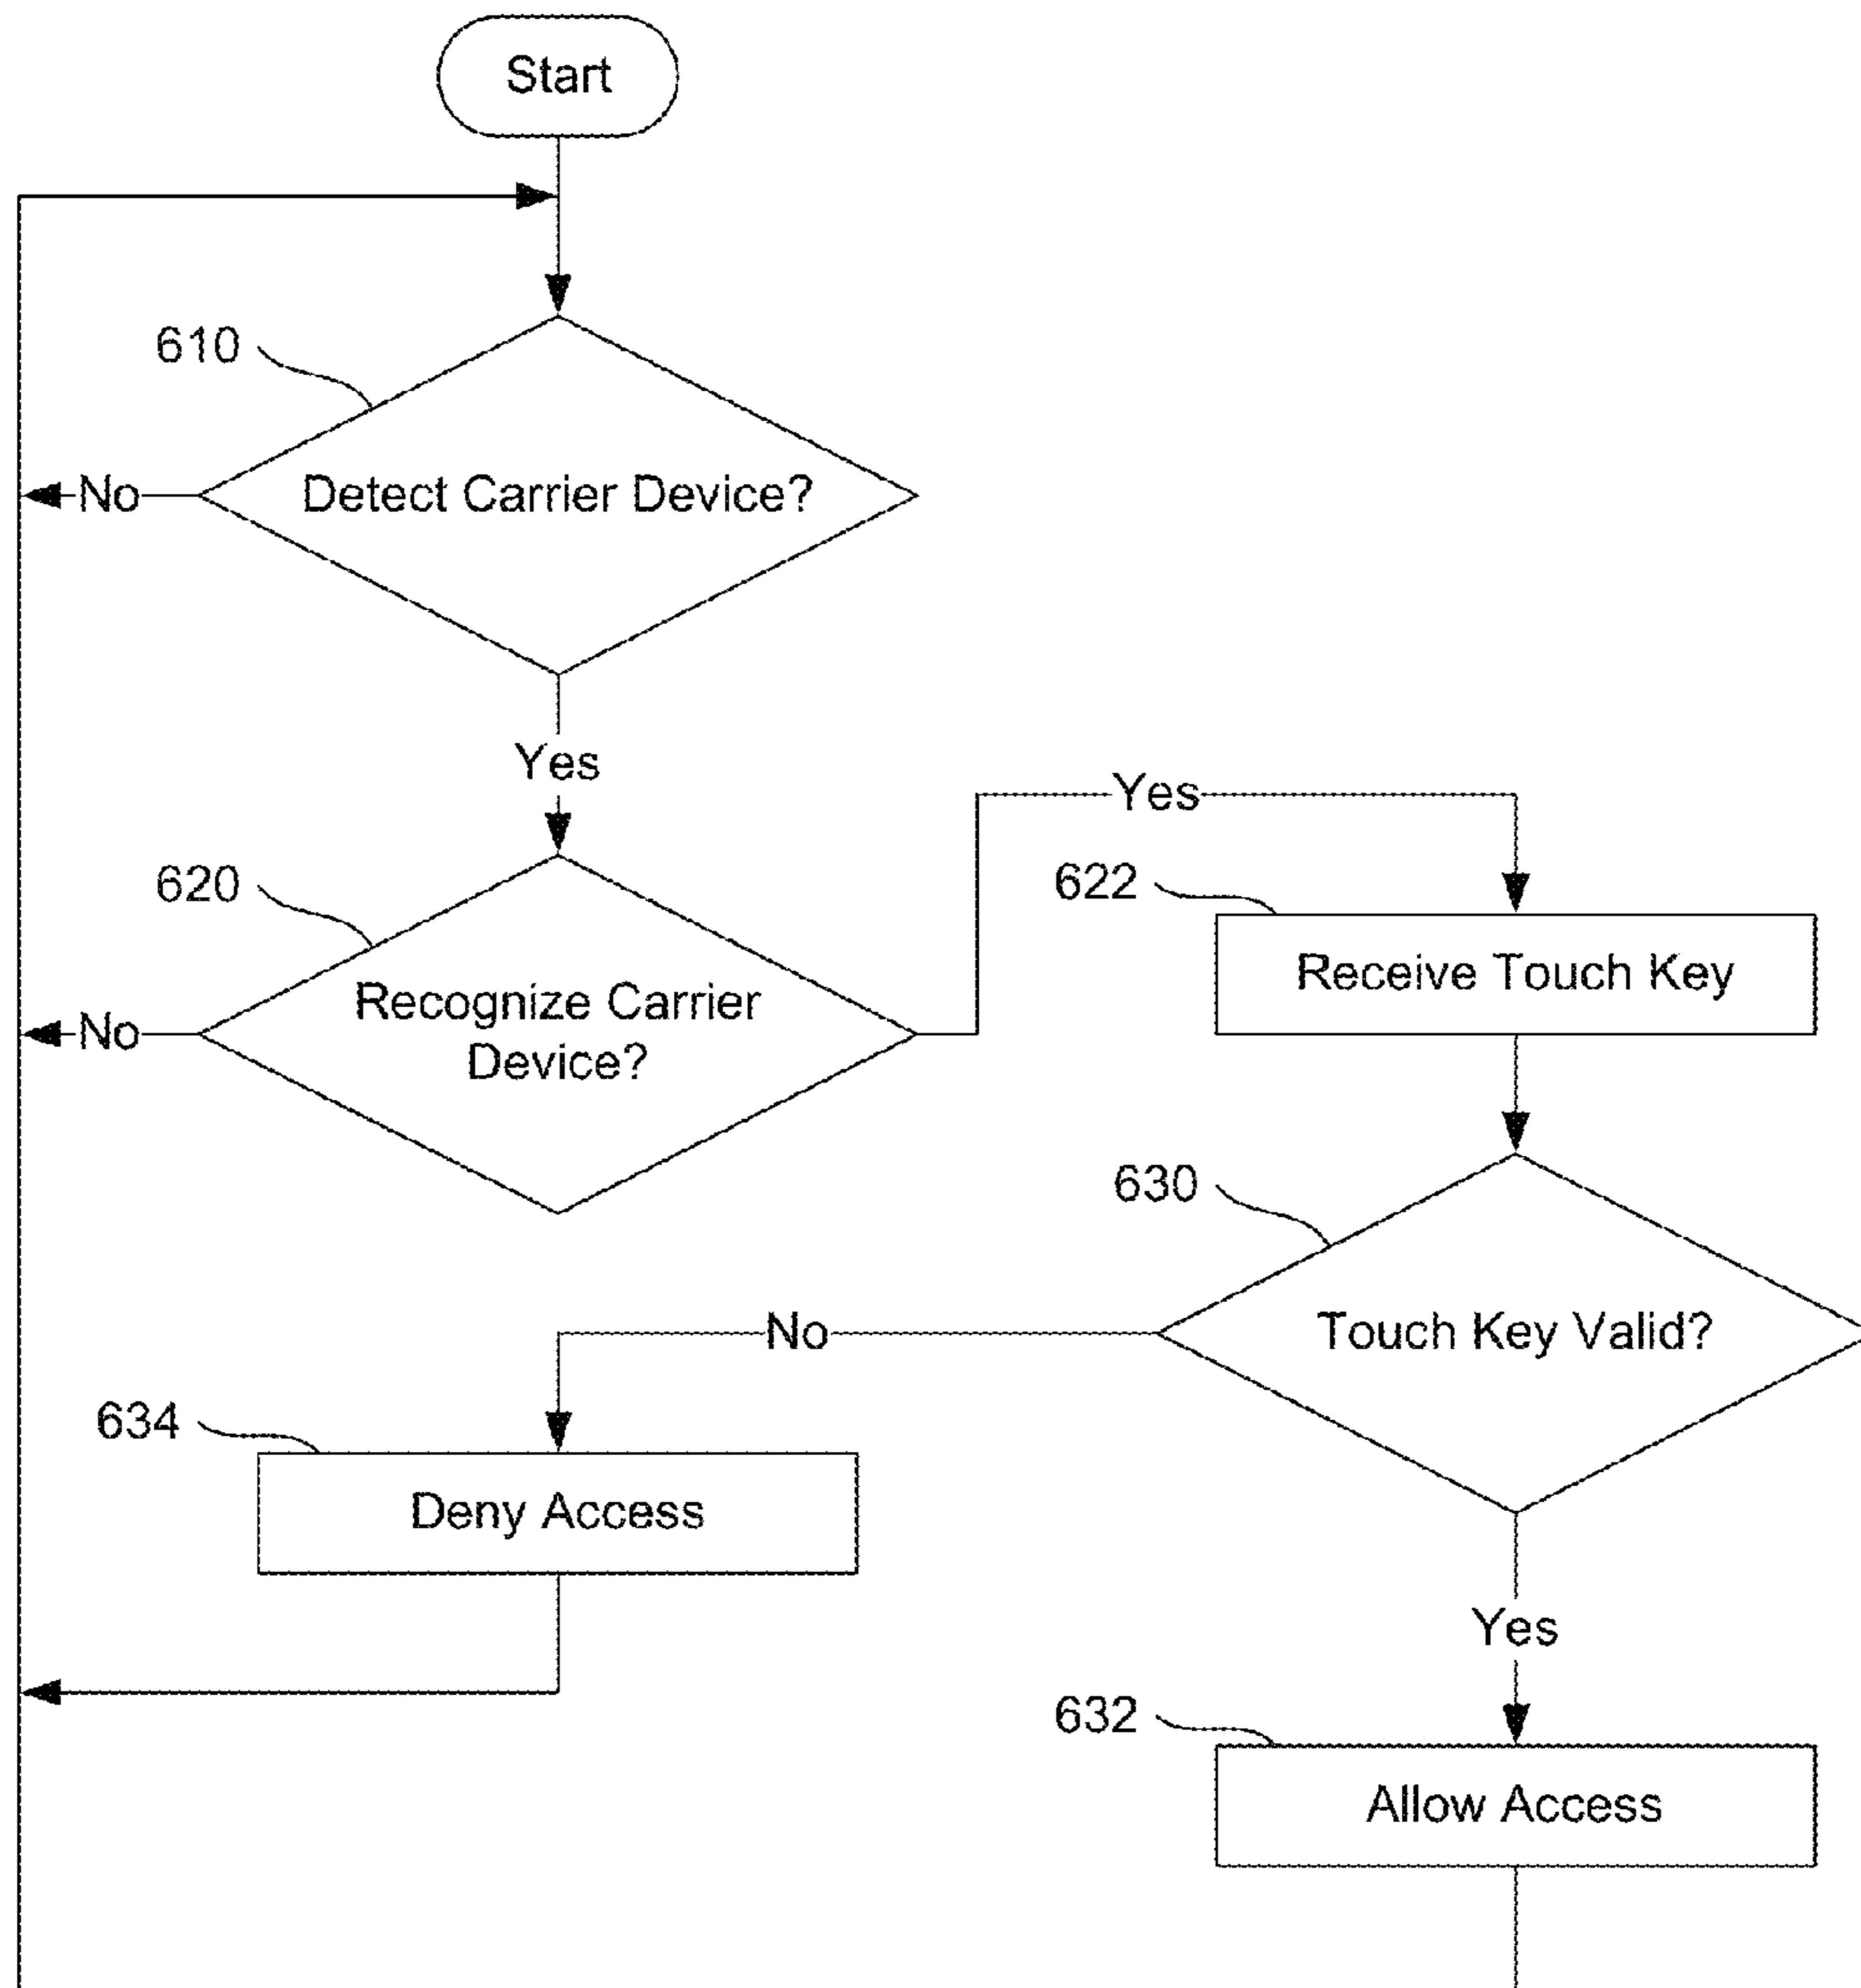 Start
610
Detect Carrier Device?
No
Yes
Yes
620
622
Receive Touch Key
Recognize Carrier
Device?
No
630
Touch Key Valid?
No
634
Deny Access
Yes
632
Allow Access